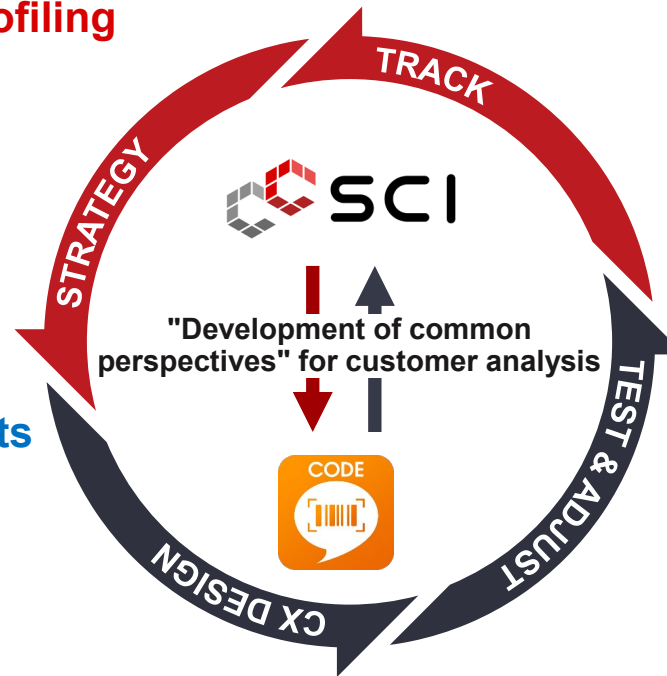 ofiling
TRACK
STRATEGY
SCI
"Development of common
perspectives" for customer analysis
ts
TEST & ADJUST
CODE
CX DESIGN